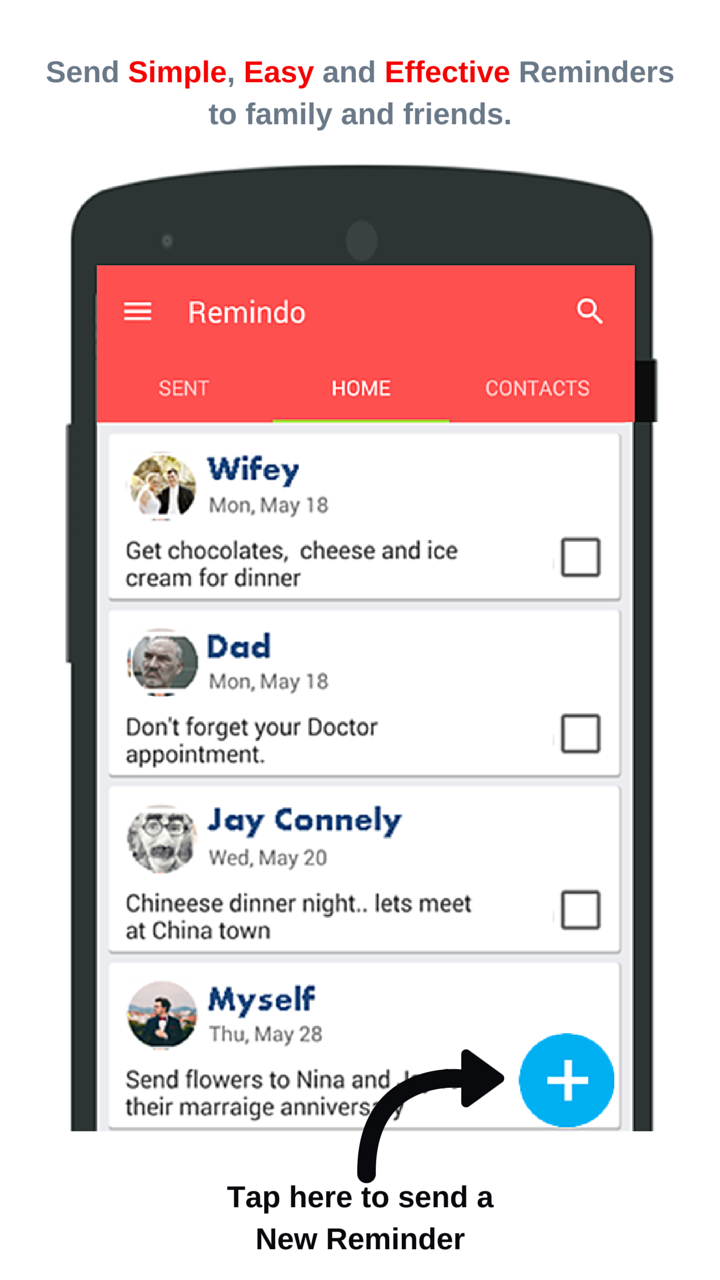 Send Simple, Easy and Effective Reminders
to family and friends.
Remindo
SENT HOME CONTACTS
Wifey
Mon, May 18
Get chocolates, cheese and ice
cream for dinner
Dad
Mon, May 18
Don't forget your Doctor
appointment.
Jay Connely
Wed, May 20
Chineese dinner night.. lets meet
at China town
Myself
Thu, May 28
Send flowers to Nina and
their marraige anniversary
Tap here to send a
New Reminder